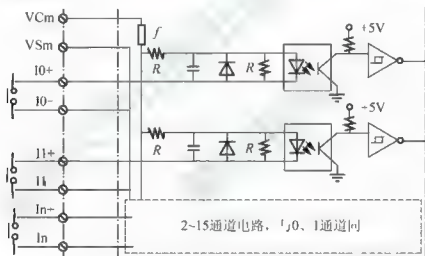 VCm
VSm
f
+5V
R
R
I0+
I0-
+5V
R
R
I1+
I1
In+
In
2~15通道电路，与0、1通道同